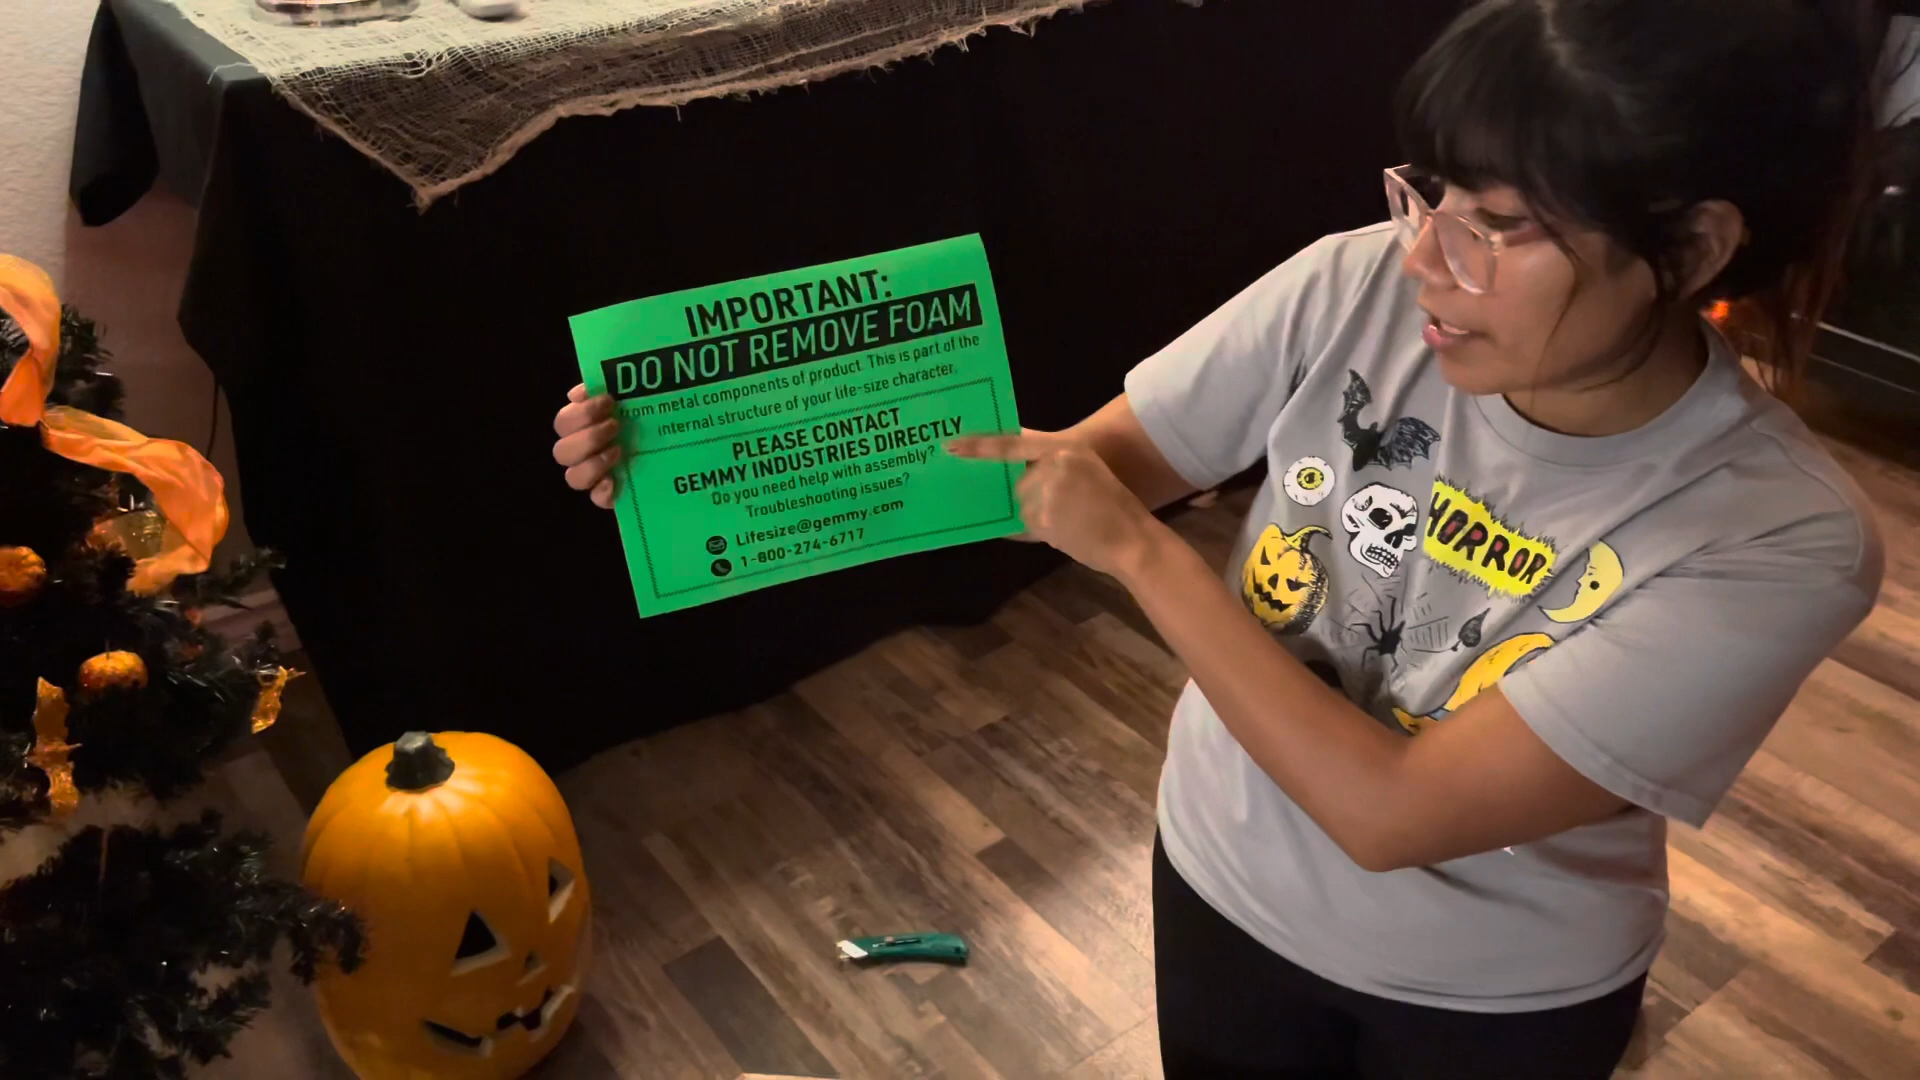 IMPORTANT:
DO NOT REMOVE FOAM
from metal components of product. This is part of the
internal structure of your life-size character.
PLEASE CONTACT
GEMMY INDUSTRIES DIRECTLY
Do you need help with assembly?
Troubleshooting issues?
Lifesize@gemmy.com
1-800-274-6717
HORROR